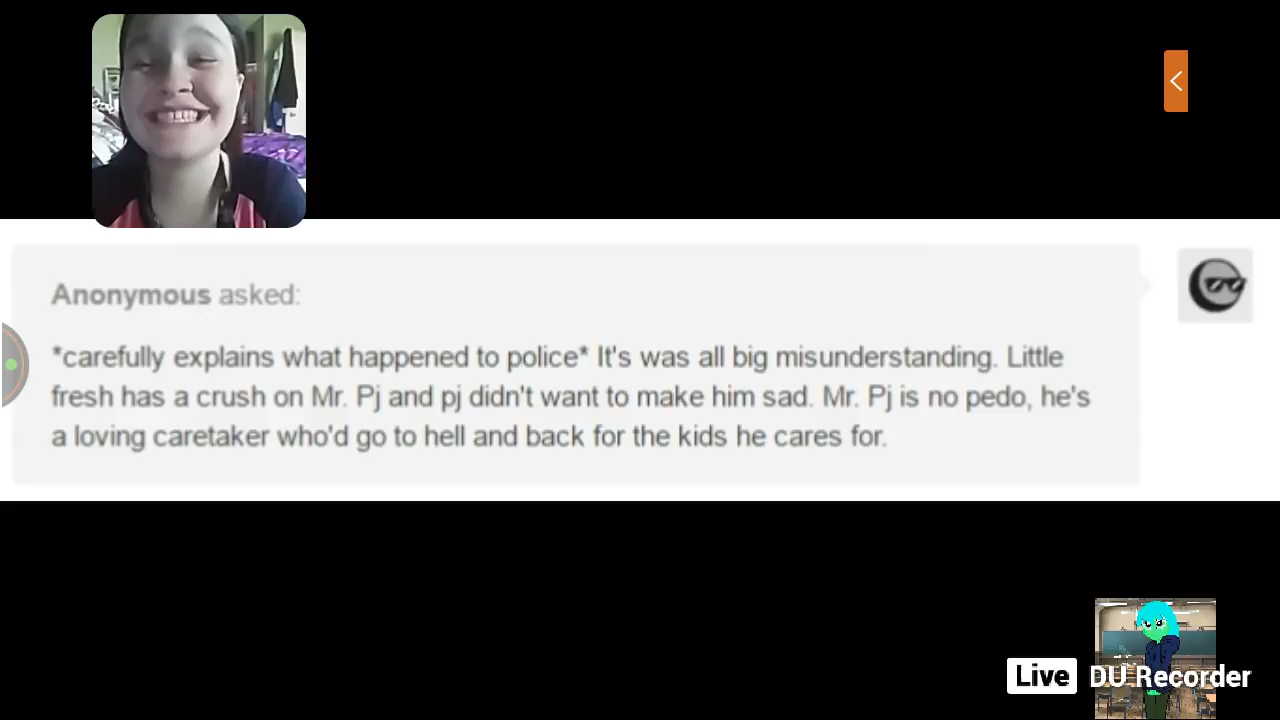 Anonymous asked:
*carefully explains what happened to police* It's was all big misunderstanding. Little
fresh has a crush on Mr. Pj and pj didn't want to make him sad. Mr. Pj is no pedo, he's
a loving caretaker who'd go to hell and back for the kids he cares for.
Live DU Recorder